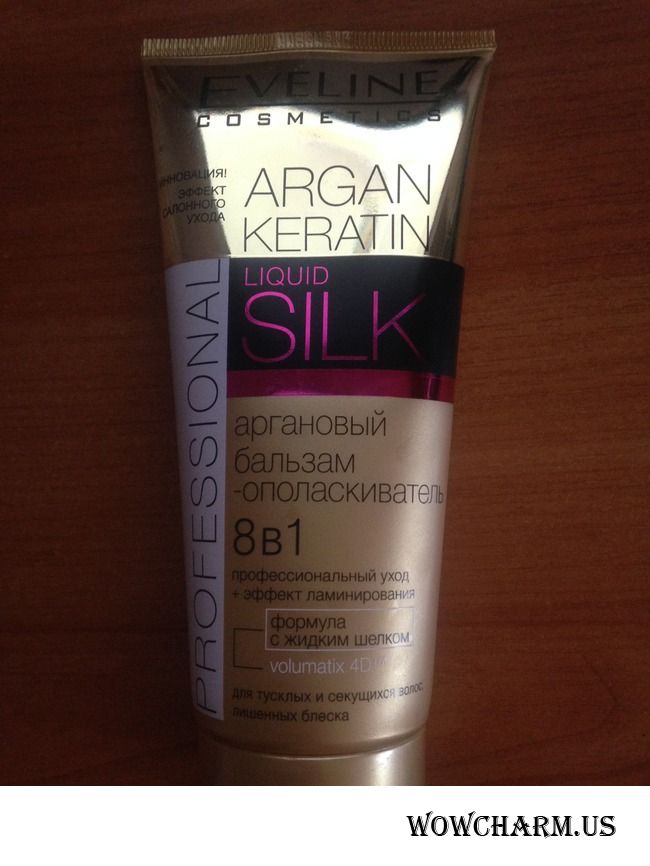 EVELINE
COSMETICS
ИННОВАЦИЯ!
ЭФФЕКТ
САЛОННОГО
УХОДА
ARGAN
KERATIN
LIQUID
SILK
PROFESSIONAL
аргановый
бальзам
-ополаскиватель
8в1
профессиональный уход
+ эффект ламинирования
формула
с жидким шелком
volumatix 4D
для тусклых и секущихся волос,
лишенных блеска
WOWCHARM.US